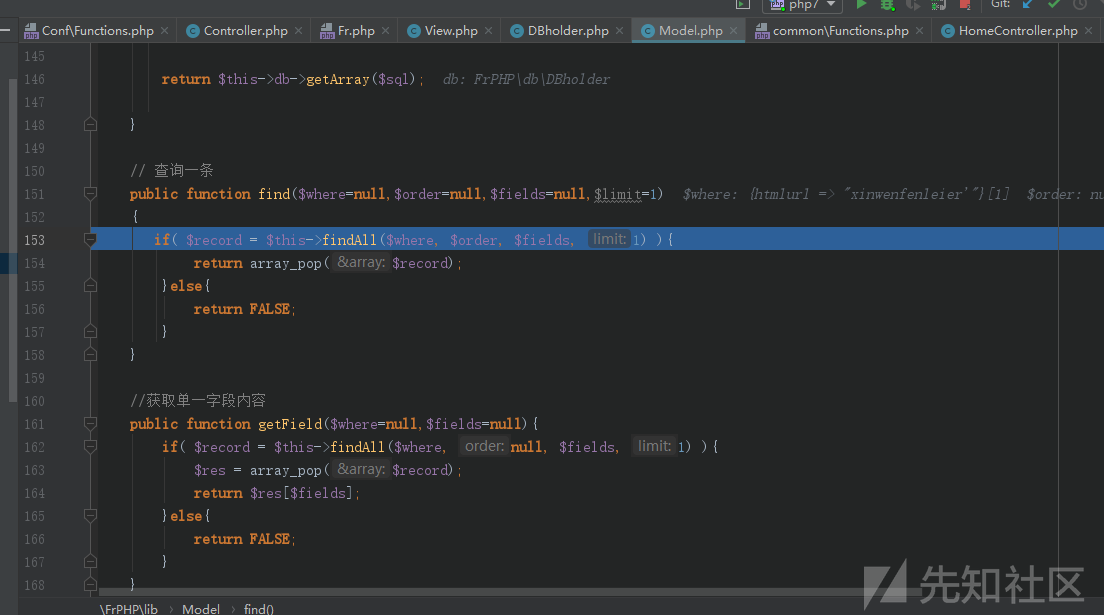 php7 Git:
Conf\Functions.php Controller.php Fr.php View.php DBholder.php Model.php common\Functions.php HomeController.php
145
146 return $this->db->getArray($sql); db: FrPHP\db\DBholder
147
148 }
149
150 // 查询一条
151 public function find($where=null,$order=null,$fields=null,$limit=1) $where: {htmlurl => "xinwenfenleier'"}[1] $order: nu
152 {
153 if( $record = $this->findAll($where, $order, $fields, limit: 1) ){
154 return array_pop( &array: $record);
155 }else{
156 return FALSE;
157 }
158 }
159
160 //获取单一字段内容
161 public function getField($where=null,$fields=null){
162 if( $record = $this->findAll($where, order: null, $fields, limit: 1) ){
163 $res = array_pop( &array: $record);
164 return $res[$fields];
165 }else{
166 return FALSE;
167 }
168 }
\FrPHP\lib › Model › find()
先知社区